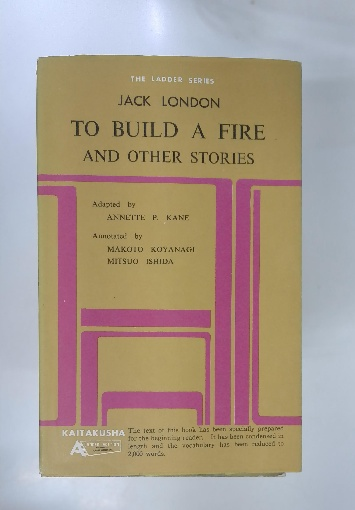 THE LADDER SERIES
JACK LONDON
TO BUILD A FIRE
AND OTHER STORIES
Adapted by
ANNETTE P. KANE
Annotated by
MAKOTO KOYANAGI
MITSUO ISHIDA
KAITAKUSHA
The text of this book has been specially prepared
for the beginning reader. It has been condensed in
length and the vocabulary has been reduced to
2,000 words.